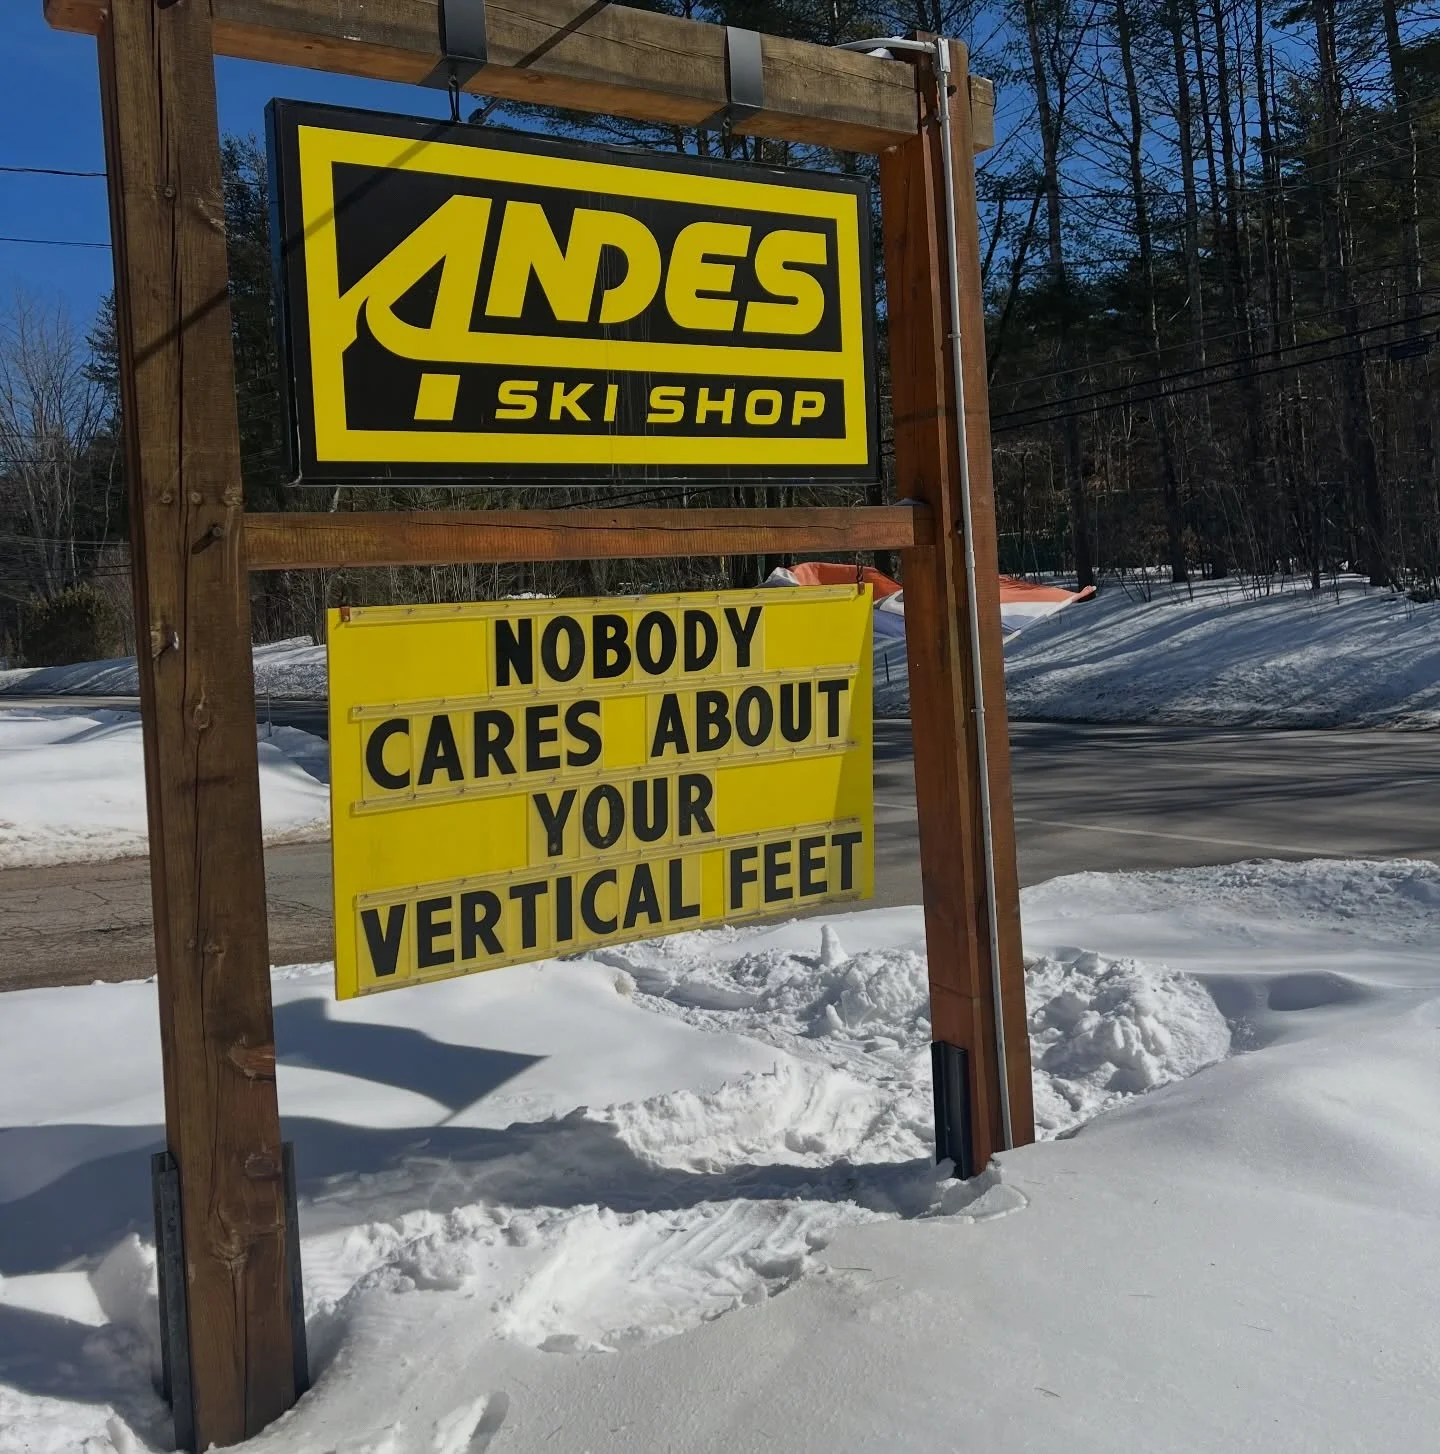 ANDES
SKI SHOP
NOBODY
CARES ABOUT
YOUR
VERTICAL FEET